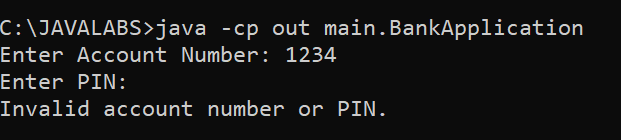 C:\JAVALABS>java -cp out main.BankApplication
Enter Account Number: 1234
Enter PIN:
Invalid account number or PIN.